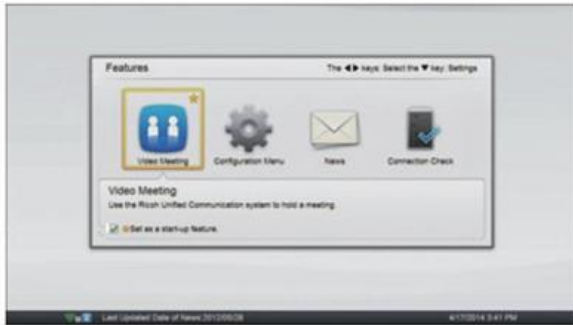 Features
The ◀▶ keys: Select the ▼ key: Settings
Video Meeting
Configuration Menu
News
Connection Check
Video Meeting
Use the Ricoh Unified Communication system to hold a meeting.
Set as a start-up feature.
Last Updated Date of News:2012/05/28
4/17/2014 3:41 PM